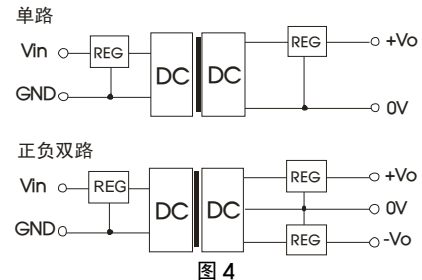 单路
Vin REG DC DC REG +Vo
GND 0V
正负双路
Vin REG DC DC REG +Vo
0V
GND REG -Vo
图 4